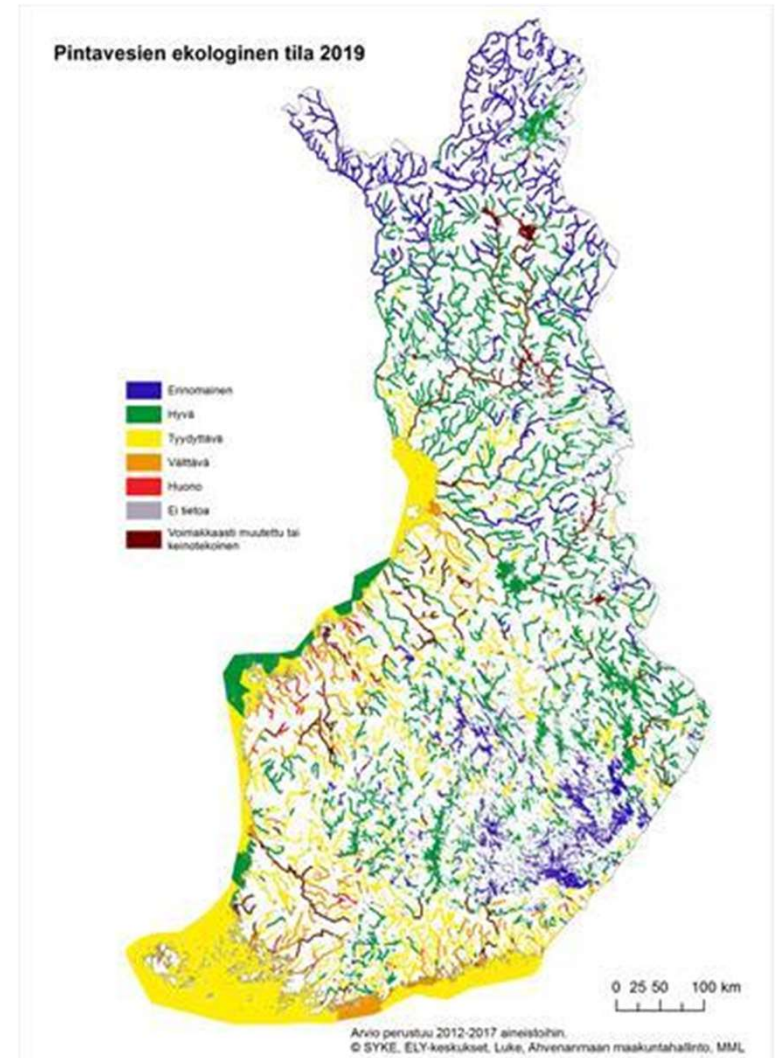 Pintavesien ekologinen tila 2019
Erinomainen
Hyvä
Tyydyttävä
Välttävä
Huono
Ei tietoa
Voimakkaasti muutettu tai
keinotekoinen
0 25 50 100 km
Arvio perustuu 2012-2017 aineistoihin.
© SYKE, ELY-keskukset, Luke, Ahvenanmaan maakuntahallinto, MML